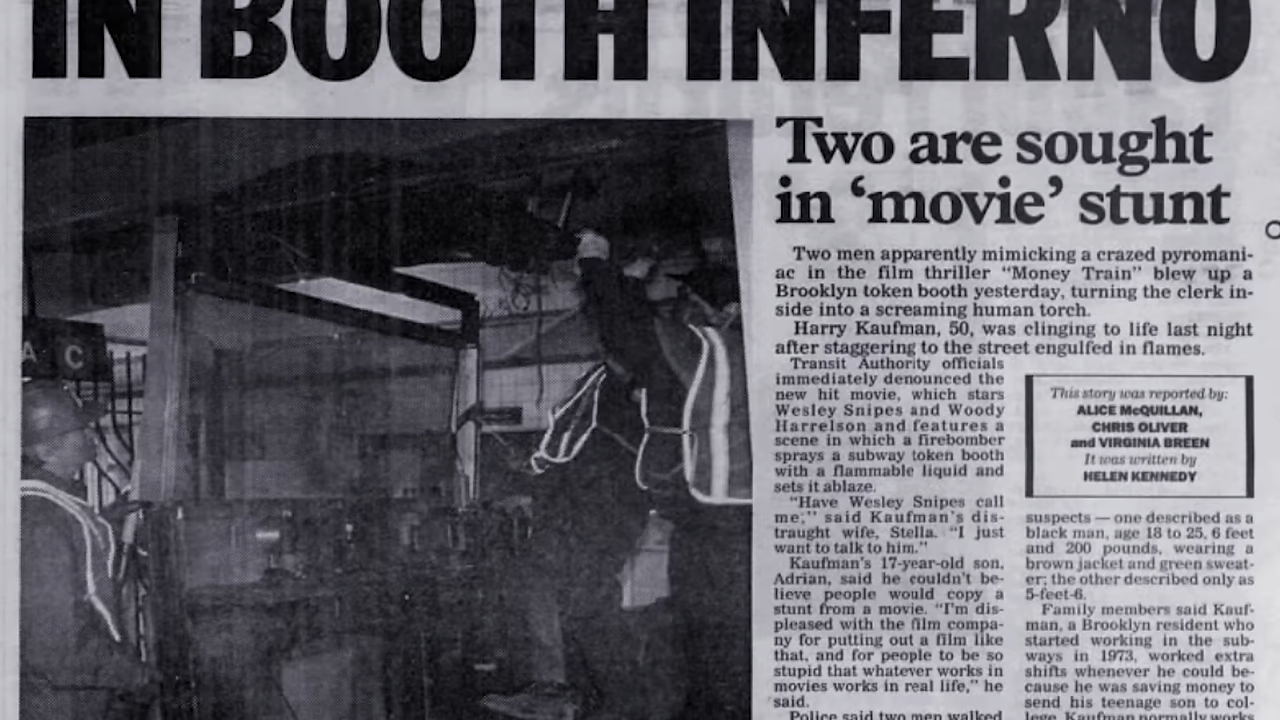 IN BOOTH INFERNO
Two are sought
in ‘movie’ stunt
Two men apparently mimicking a crazed pyromani-
ac in the film thriller “Money Train” blew up a
Brooklyn token booth yesterday, turning the clerk in-
side into a screaming human torch.
Harry Kaufman, 50, was clinging to life last night
after staggering to the street engulfed in flames.
Transit Authority officials
immediately denounced the
new hit movie, which stars
Wesley Snipes and Woody
Harrelson and features a
scene in which a firebomber
sprays a subway token booth
with a flammable liquid and
sets it ablaze.
“Have Wesley Snipes call
me,” said Kaufman’s dis-
traught wife, Stella. “I just
want to talk to him.”
Kaufman’s 17-year-old son,
Adrian, said he couldn’t be-
lieve people would copy a
stunt from a movie. “I’m dis-
pleased with the film compa-
ny for putting out a film like
that, and for people to be so
stupid that whatever works in
movies works in real life,” he
said.
Police said two men walked
This story was reported by:
ALICE McQUILLAN,
CHRIS OLIVER
and VIRGINIA BREEN
It was written by
HELEN KENNEDY
suspects — one described as a
black man, age 18 to 25, 6 feet
and 200 pounds, wearing a
brown jacket and green sweat-
er; the other described only as
5-feet-6.
Family members said Kauf-
man, a Brooklyn resident who
started working in the sub-
ways in 1973, worked extra
shifts whenever he could be-
cause he was saving money to
send his teenage son to col-
lege. Kaufman normally works
A C